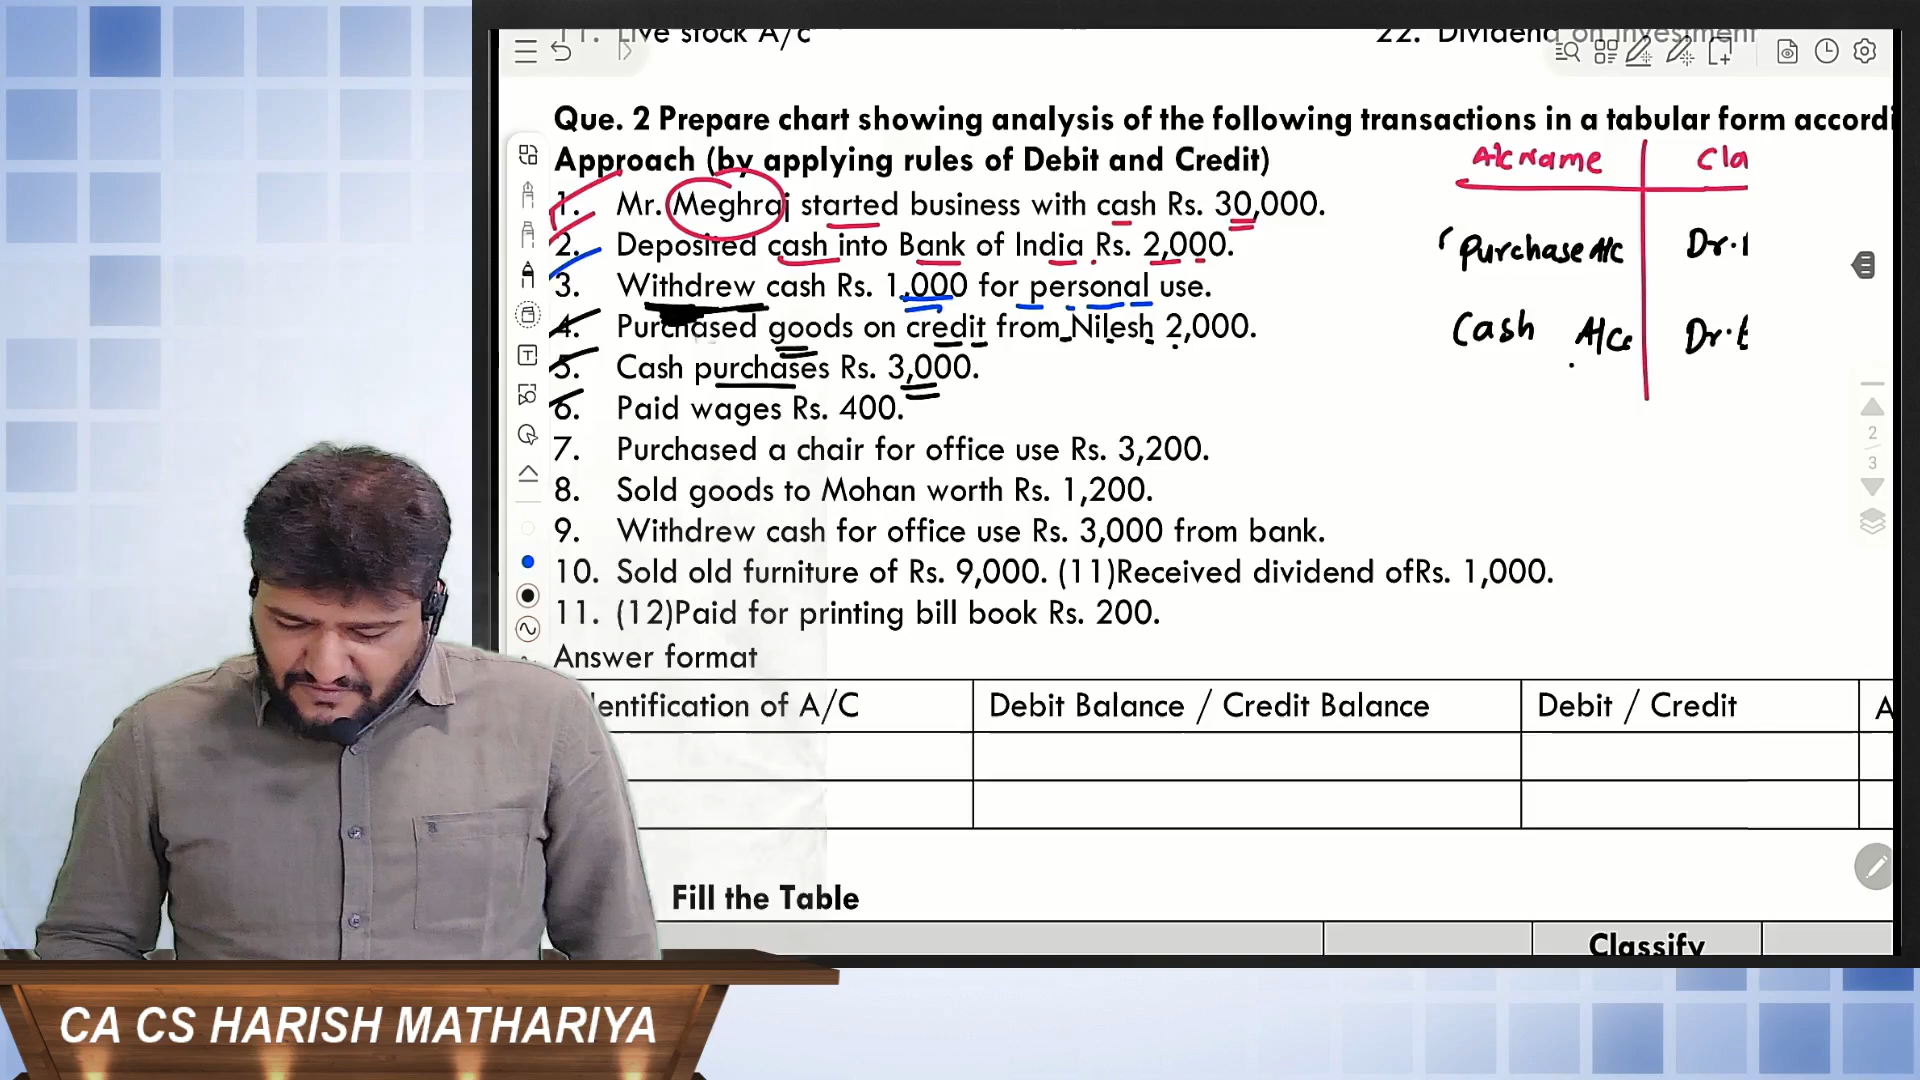 11. Live stock A/c
22. Dividend on Investment
Que. 2 Prepare chart showing analysis of the following transactions in a tabular form accordi
Approach (by applying rules of Debit and Credit)
A/c Name
Cla
1. Mr. Meghraj started business with cash Rs. 30,000.
2. Deposited cash into Bank of India Rs. 2,000.
Purchase A/c
Dr.
3. Withdrew cash Rs. 1,000 for personal use.
4. Purchased goods on credit from Nilesh 2,000.
Cash A/c
Dr.
5. Cash purchases Rs. 3,000.
6. Paid wages Rs. 400.
7. Purchased a chair for office use Rs. 3,200.
8. Sold goods to Mohan worth Rs. 1,200.
9. Withdrew cash for office use Rs. 3,000 from bank.
10. Sold old furniture of Rs. 9,000. (11)Received dividend ofRs. 1,000.
11. (12)Paid for printing bill book Rs. 200.
Answer format
entification of A/C
Debit Balance / Credit Balance
Debit / Credit
A
Fill the Table
Classify
2
3
CA CS HARISH MATHARIYA